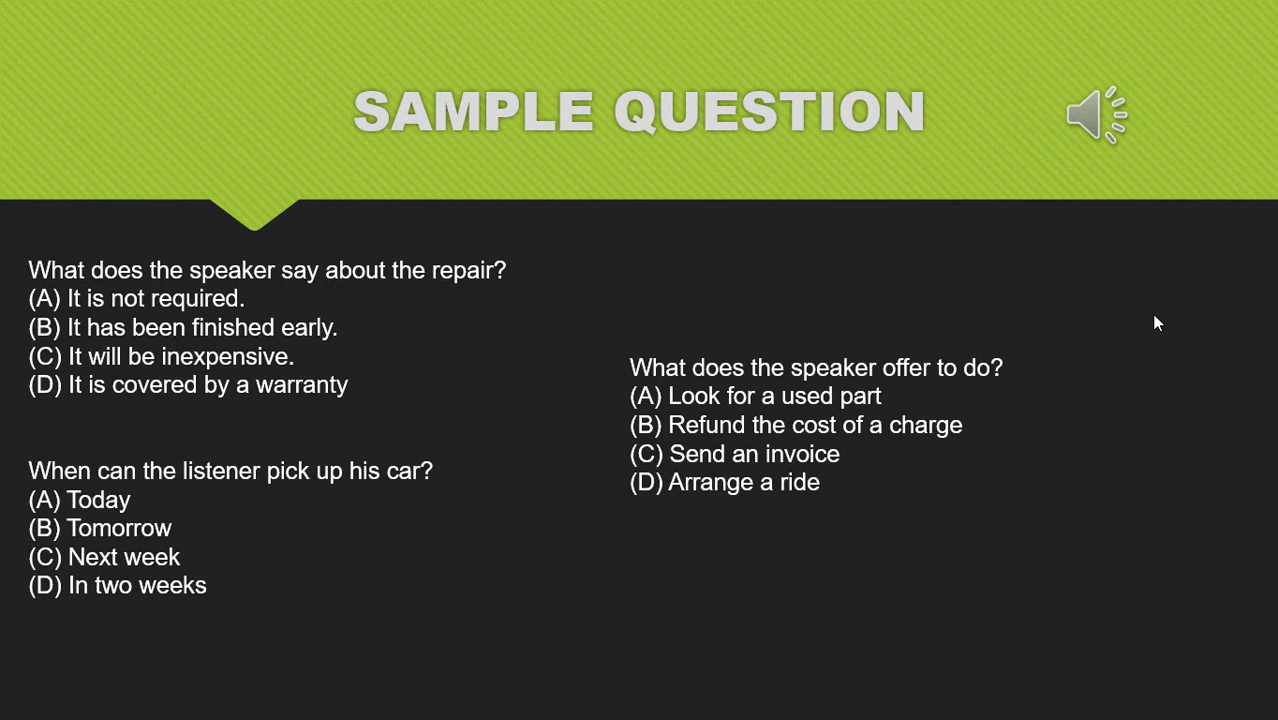 SAMPLE QUESTION
What does the speaker say about the repair?
(A) It is not required.
(B) It has been finished early.
(C) It will be inexpensive.
(D) It is covered by a warranty
When can the listener pick up his car?
(A) Today
(B) Tomorrow
(C) Next week
(D) In two weeks
What does the speaker offer to do?
(A) Look for a used part
(B) Refund the cost of a charge
(C) Send an invoice
(D) Arrange a ride